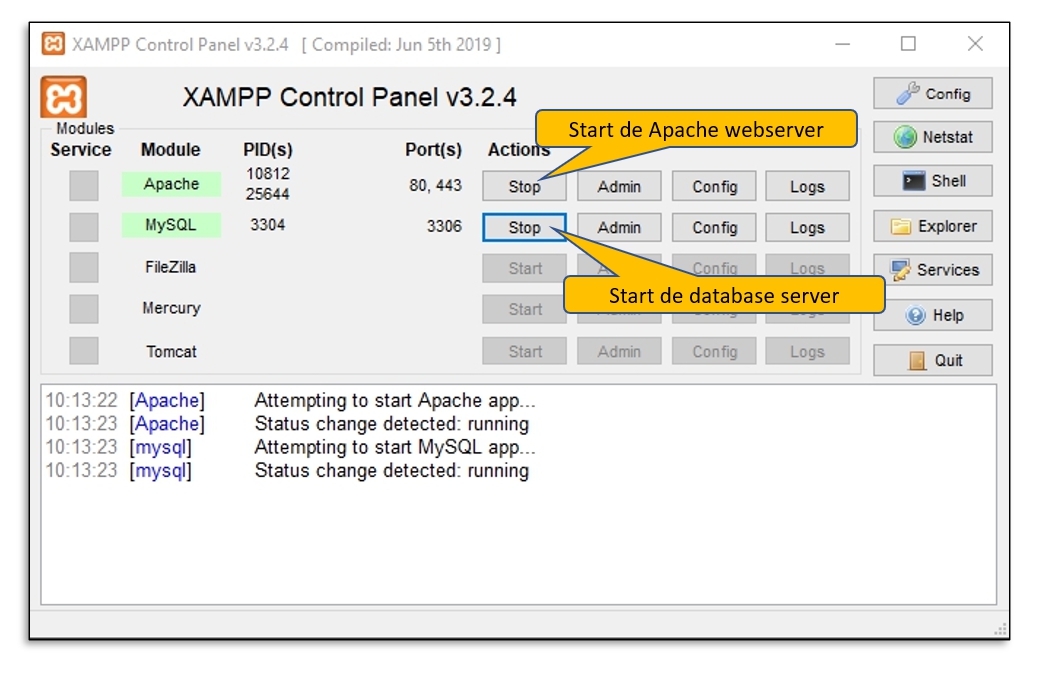 XAMPP Control Panel v3.2.4 [ Compiled: Jun 5th 2019 ]
XAMPP Control Panel v3.2.4
Config
Modules
Start de Apache webserver
Netstat
Service Module PID(s) Port(s) Actions
Apache 10812 25644 80, 443 Stop Admin Config Logs
Shell
MySQL 3304 3306 Stop Admin Config Logs
Explorer
FileZilla Start Config Logs
Services
Start de database server
Mercury Start
Help
Tomcat Start Admin Config Logs
Quit
10:13:22 [Apache] Attempting to start Apache app...
10:13:23 [Apache] Status change detected: running
10:13:23 [mysql] Attempting to start MySQL app...
10:13:23 [mysql] Status change detected: running